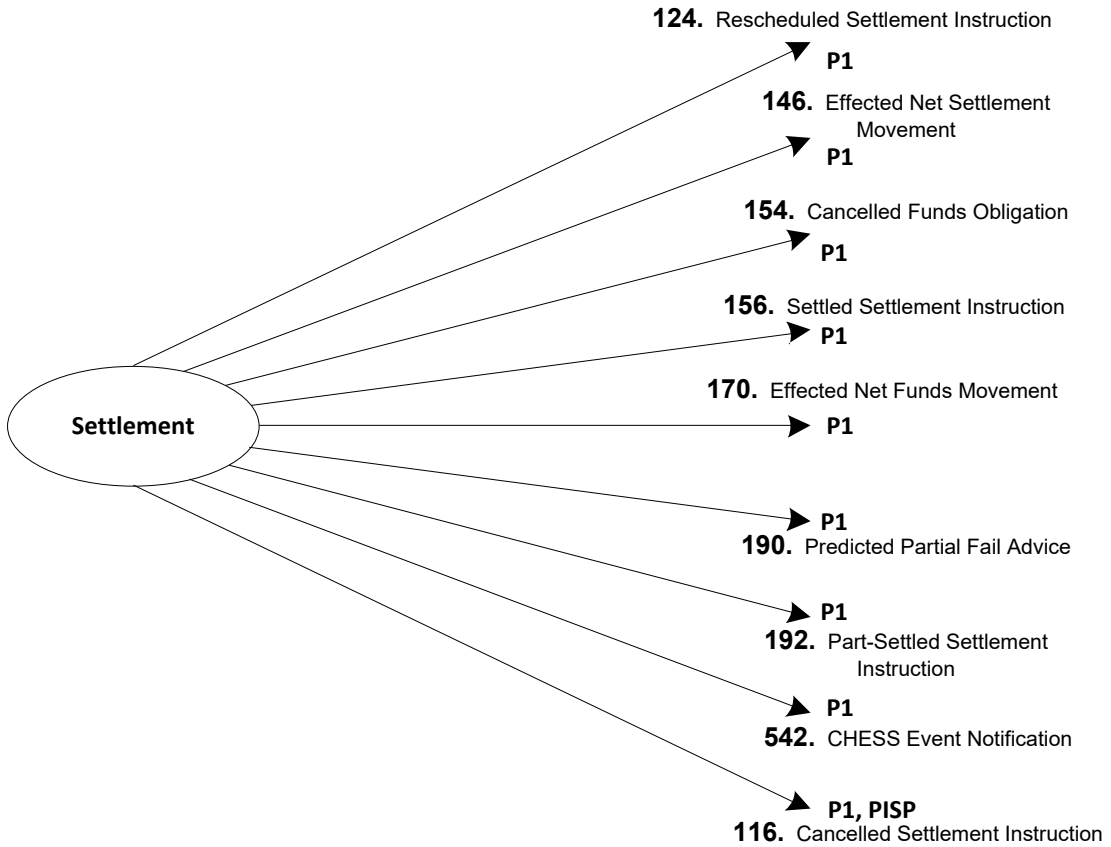 124. Rescheduled Settlement Instruction
P1
146. Effected Net Settlement
Movement
P1
154. Cancelled Funds Obligation
P1
156. Settled Settlement Instruction
P1
170. Effected Net Funds Movement
Settlement
P1
P1
190. Predicted Partial Fail Advice
P1
192. Part-Settled Settlement
Instruction
P1
542. CHESS Event Notification
P1, PISP
116. Cancelled Settlement Instruction